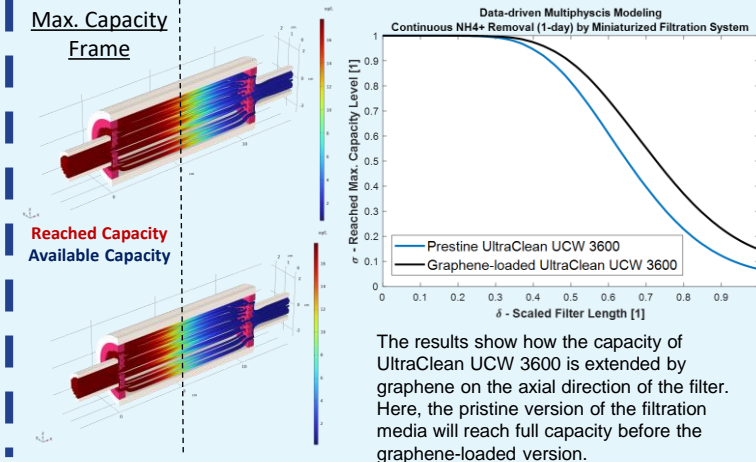 Max. Capacity
Frame
Reached Capacity
Available Capacity
Data-driven Multiphyscis Modeling
Continuous NH4+ Removal (1-day) by Miniaturized Filtration System
σ - Reached Max. Capacity Level [1]
1
0.9
0.8
0.7
0.6
0.5
0.4
0.3
0.2
0.1
0
Prestine UltraClean UCW 3600
Graphene-loaded UltraClean UCW 3600
0 0.1 0.2 0.3 0.4 0.5 0.6 0.7 0.8 0.9
δ - Scaled Filter Length [1]
The results show how the capacity of
UltraClean UCW 3600 is extended by
graphene on the axial direction of the filter.
Here, the pristine version of the filtration
media will reach full capacity before the
graphene-loaded version.